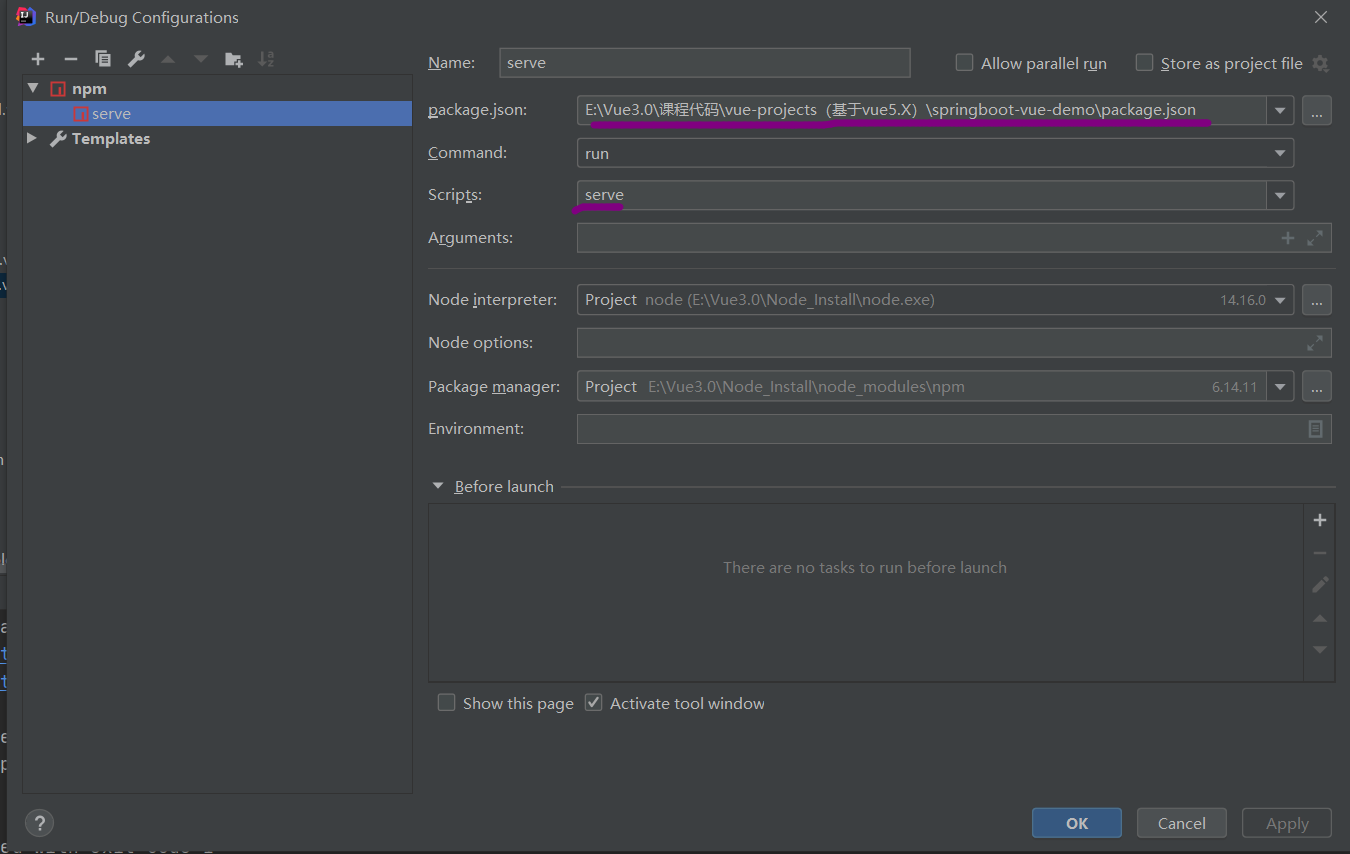 Run/Debug Configurations
npm
serve
Templates
Name: serve
Allow parallel run
Store as project file
package.json: E:\Vue3.0\课程代码\vue-projects（基于vue5.X）\springboot-vue-demo\package.json
...
Command: run
Scripts: serve
Arguments:
Node interpreter: Project node (E:\Vue3.0\Node_Install\node.exe) 14.16.0
...
Node options:
Package manager: Project E:\Vue3.0\Node_Install\node_modules\npm 6.14.11
...
Environment:
Before launch
There are no tasks to run before launch
Show this page
Activate tool window
?
OK
Cancel
Apply